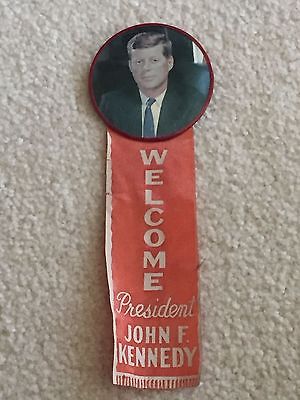 WELCOME
President
JOHN F.
KENNEDY